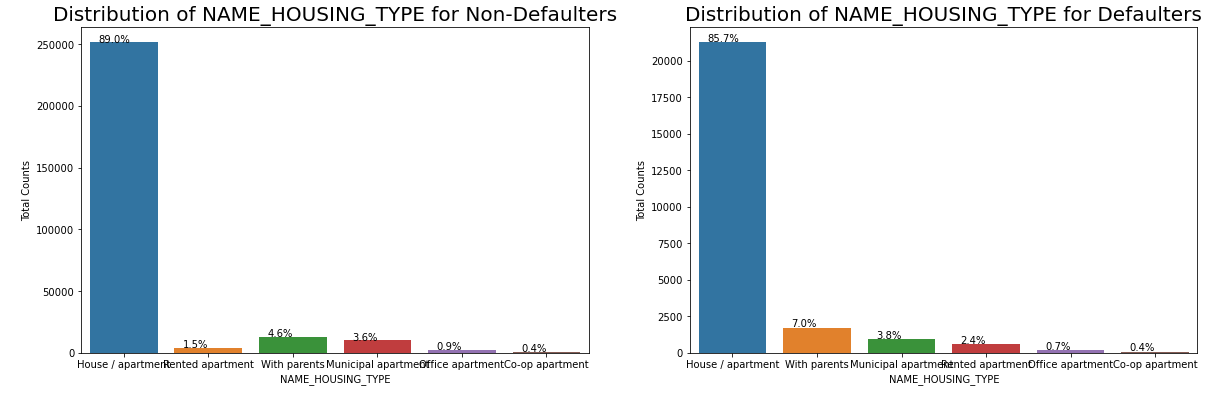 Distribution of NAME_HOUSING_TYPE for Non-Defaulters
250000
200000
150000
100000
50000
0
Total Counts
89.0%
1.5%
4.6%
3.6%
0.9%
0.4%
House / apartment
Rented apartment
With parents
Municipal apartment
Office apartment
Co-op apartment
NAME_HOUSING_TYPE
Distribution of NAME_HOUSING_TYPE for Defaulters
20000
17500
15000
12500
10000
7500
5000
2500
0
Total Counts
85.7%
7.0%
3.8%
2.4%
0.7%
0.4%
House / apartment
With parents
Municipal apartment
Rented apartment
Office apartment
Co-op apartment
NAME_HOUSING_TYPE